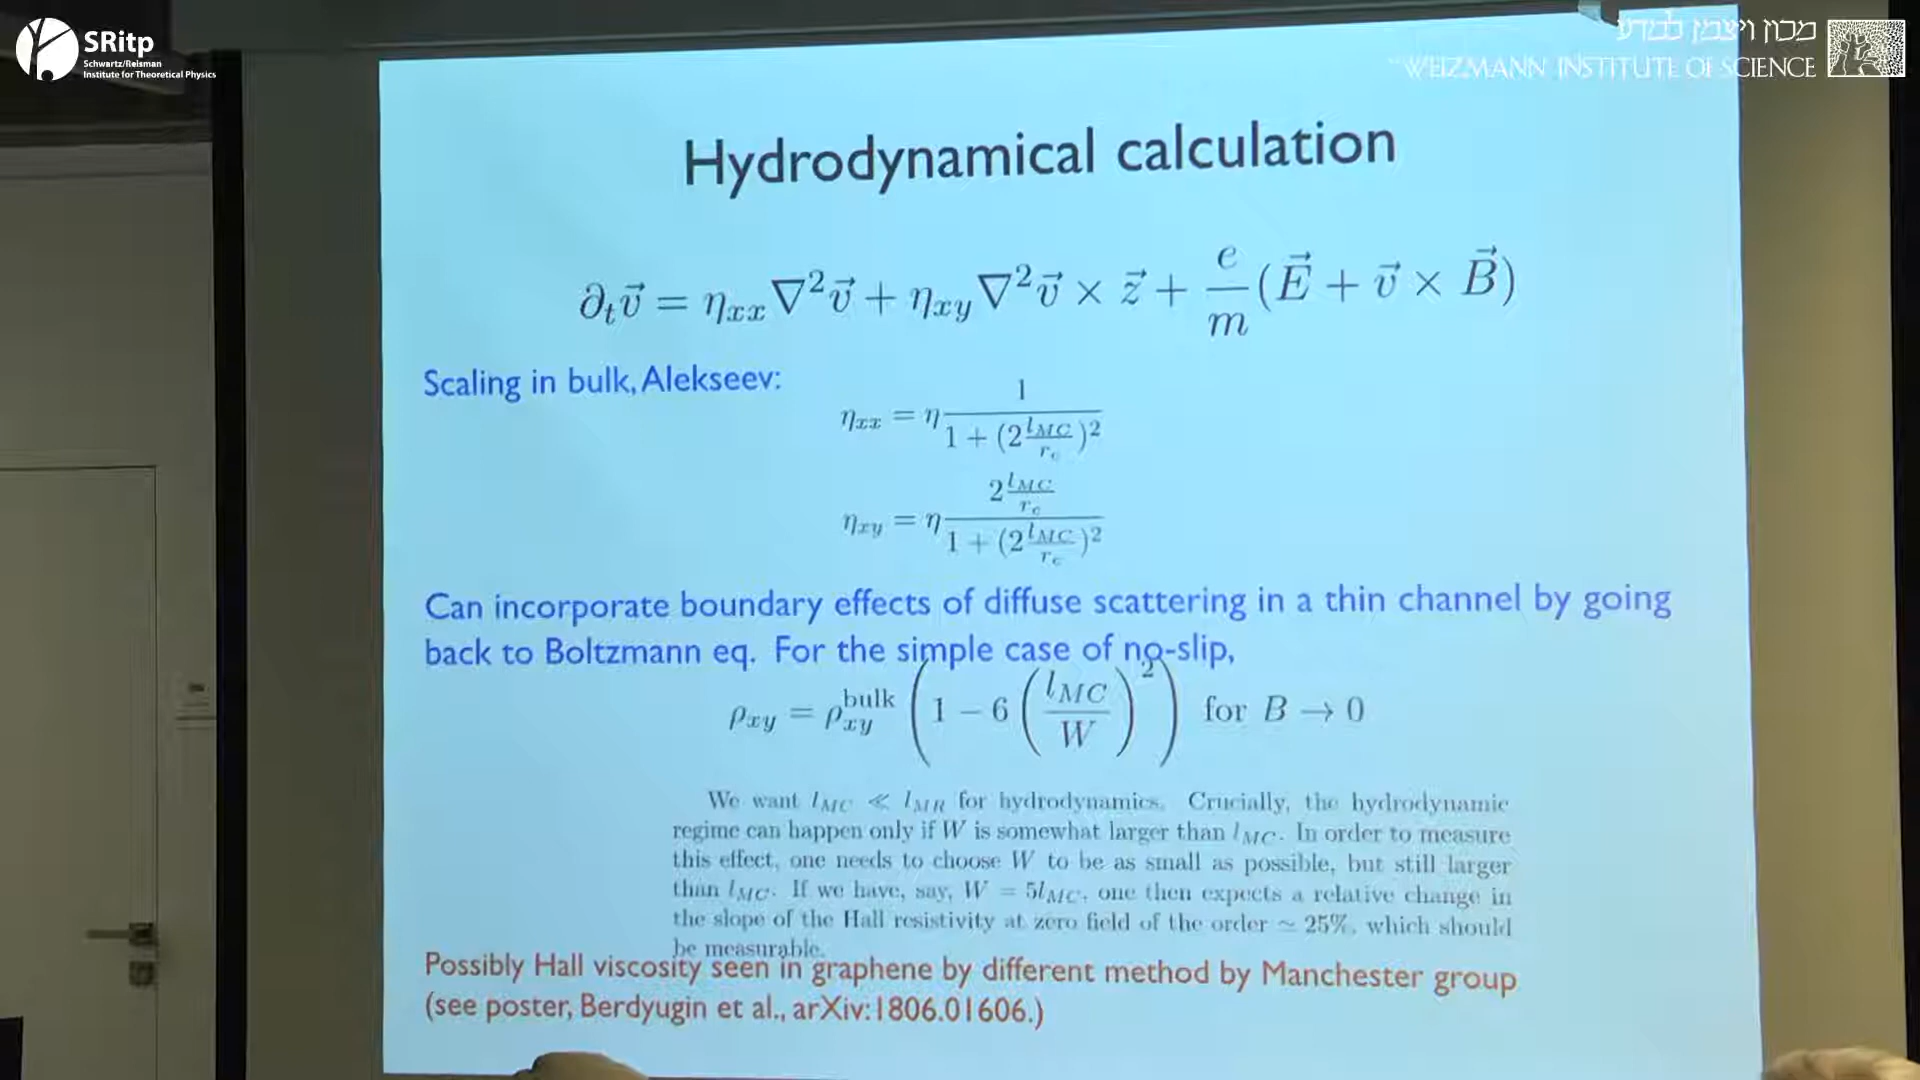 SRitp
Schwartz/Reisman
Institute for Theoretical Physics
מכון ויצמן למדע
WEIZMANN INSTITUTE OF SCIENCE
Hydrodynamical calculation
∂ₜv⃗ = ηₓₓ∇²v⃗ + ηₓᵧ∇²v⃗ × z⃗ + e/m (E⃗ + v⃗ × B⃗)
Scaling in bulk, Alekseev:
η_xx = η 1/(1 + (2 l_MC/r_c)²)
η_xy = η (2 l_MC/r_c)/(1 + (2 l_MC/r_c)²)
Can incorporate boundary effects of diffuse scattering in a thin channel by going
back to Boltzmann eq. For the simple case of no-slip,
ρ_xy = ρ_xy^bulk (1 − 6 (l_MC/W)²) for B → 0
We want l_MC ≪ l_MR for hydrodynamics. Crucially, the hydrodynamic
regime can happen only if W is somewhat larger than l_MC. In order to measure
this effect, one needs to choose W to be as small as possible, but still larger
than l_MC. If we have, say, W = 5l_MC, one then expects a relative change in
the slope of the Hall resistivity at zero field of the order ~ 25%, which should
be measurable.
Possibly Hall viscosity seen in graphene by different method by Manchester group
(see poster, Berdyugin et al., arXiv:1806.01606.)